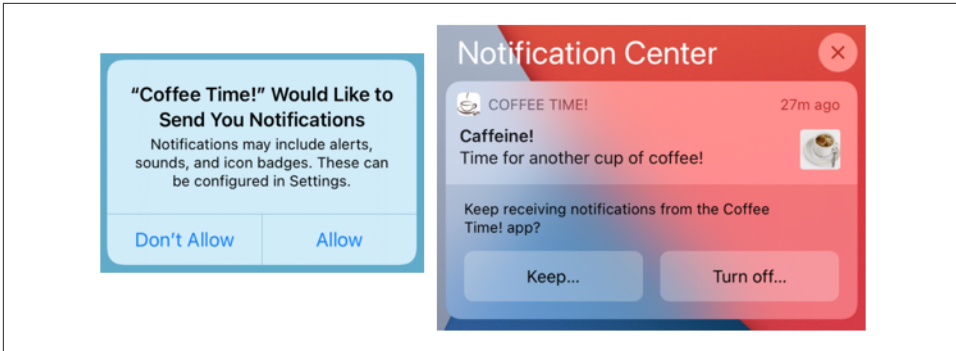 “Coffee Time!” Would Like to
Send You Notifications
Notifications may include alerts,
sounds, and icon badges. These can
be configured in Settings.
Don’t Allow
Allow
Notification Center
COFFEE TIME!
27m ago
Caffeine!
Time for another cup of coffee!
Keep receiving notifications from the Coffee
Time! app?
Keep...
Turn off...